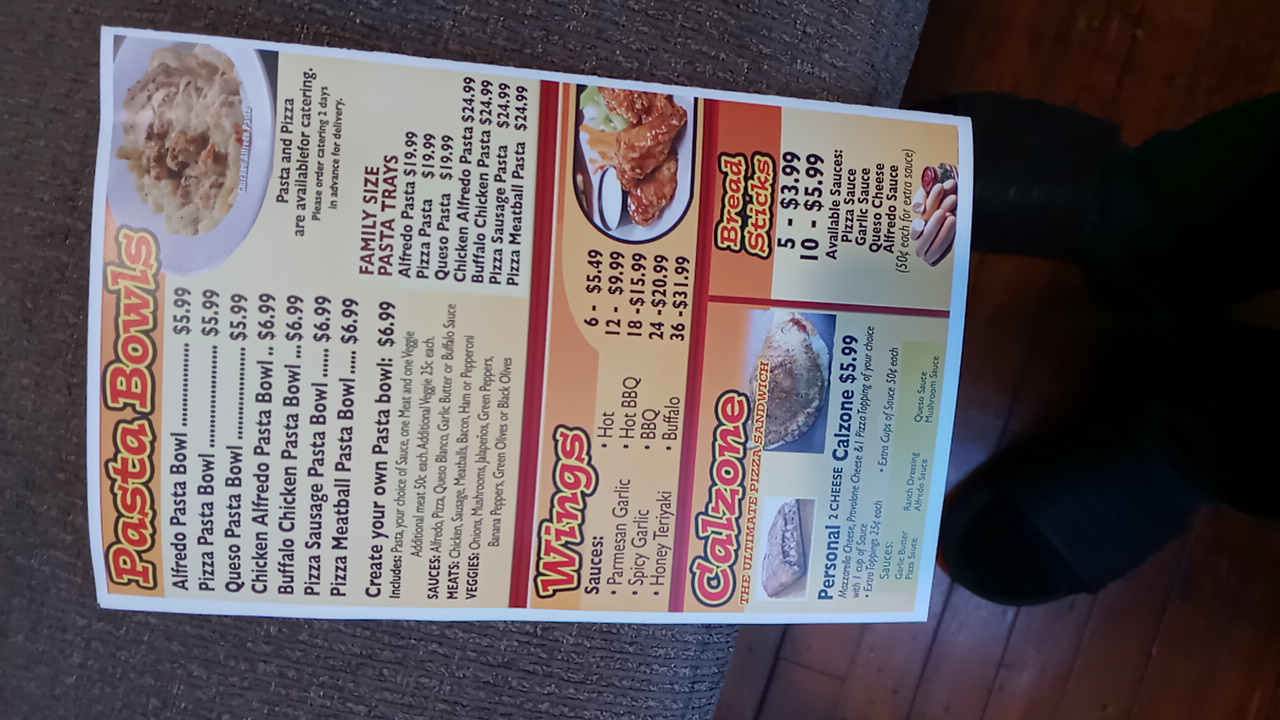 Pasta Bowls
Alfredo Pasta Bowl ................. $5.99
Pizza Pasta Bowl ..................... $5.99
Queso Pasta Bowl .................. $5.99
Chicken Alfredo Pasta Bowl .. $6.99
Buffalo Chicken Pasta Bowl ... $6.99
Pizza Sausage Pasta Bowl ...... $6.99
Pizza Meatball Pasta Bowl ..... $6.99
Create your own Pasta bowl: $6.99
Includes: Pasta, your choice of Sauce, one Meat and one Veggie
Additional meat 50c each. Additional Veggie 25c each.
SAUCES: Alfredo, Pizza, Queso Blanco, Garlic Butter or Buffalo Sauce
MEATS: Chicken, Sausage, Meatballs, Bacon, Ham or Pepperoni
VEGGIES: Onions, Mushrooms, Jalapeños, Green Peppers,
Banana Peppers, Green Olives or Black Olives
Chicken Alfredo Pasta
Pasta and Pizza
are availablefor catering.
Please order catering 2 days
in advance for delivery.
FAMILY SIZE
PASTA TRAYS
Alfredo Pasta $19.99
Pizza Pasta $19.99
Queso Pasta $19.99
Chicken Alfredo Pasta $24.99
Buffalo Chicken Pasta $24.99
Pizza Sausage Pasta $24.99
Pizza Meatball Pasta $24.99
Wings
Sauces:
• Parmesan Garlic
• Spicy Garlic
• Honey Teriyaki
• Hot
• Hot BBQ
• BBQ
• Buffalo
6 - $5.49
12 - $9.99
18 -$15.99
24 -$20.99
36 -$31.99
Calzone
THE ULTIMATE PIZZA SANDWICH
Personal 2 CHEESE Calzone $5.99
Mozzarella Cheese, Provalone Cheese &1 Pizza Topping of your choice
with 1 cup of Sauce
• Extra Toppings 25¢ each
• Extra Cups of Sauce 50¢ each
Sauces:
Garlic Butter
Pizza Sauce
Ranch Dressing
Alfredo Sauce
Queso Sauce
Mushroom Sauce
Bread
Sticks
5 - $3.99
10 - $5.99
Available Sauces:
Pizza Sauce
Garlic Sauce
Queso Cheese
Alfredo Sauce
(50¢ each for extra sauce)